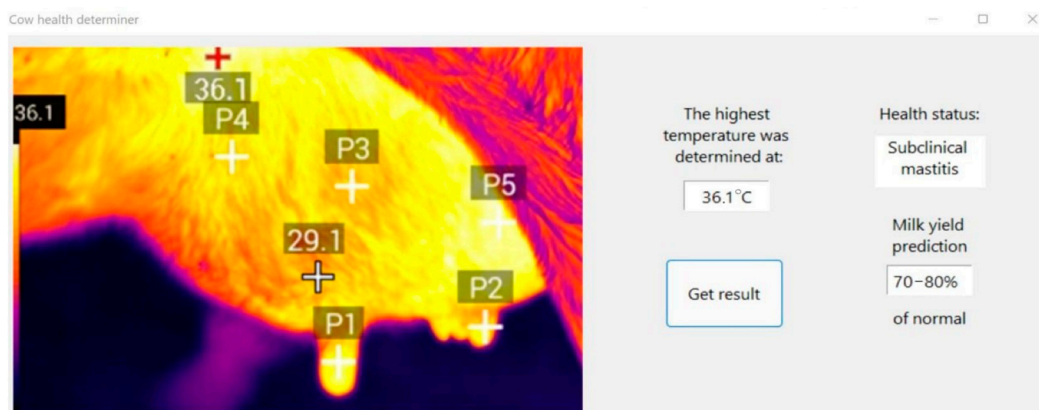 Cow health determiner
36.1
36.1
P4
P3
P5
29.1
P2
P1
The highest
temperature was
determined at:
36.1°C
Get result
Health status:
Subclinical
mastitis
Milk yield
prediction
70-80%
of normal